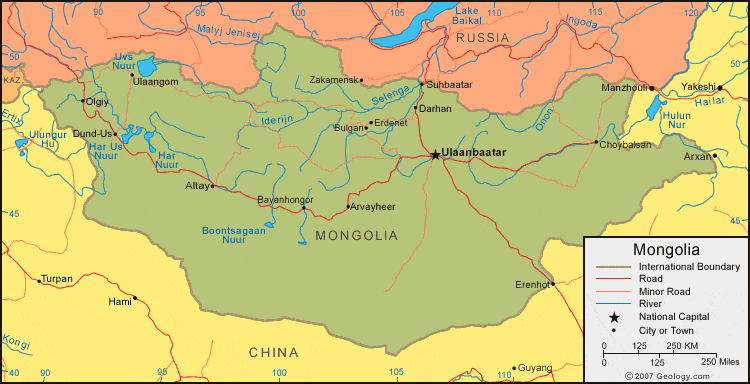 90
95
100
105
110
115
120
Lake
Baikal
Ingoda
Malyj Jenisej
RUSSIA
50
50
Uvs
Nuur
Ulaangom
Zakamensk
Suhbaatar
Selenga
KAZ.
Olgiy
Manzhouli
Yakeshi
Hailar
Hulun
Nur
Ertix
Darhan
Iderijn
Erdenet
Bulgan
Onon
Ulungur
Hu
Dund-Us
Har Us
Nuur
Har
Nuur
Ulaanbaatar
Choybalsan
Arxan
Altay
Bayanhongor
Arvayheer
45
45
Boontsagaan
Nuur
MONGOLIA
Turpan
Hami
Erenhot
Kongi
CHINA
Guyang
40
90
95
100
105
110
Mongolia
International Boundary
Road
Minor Road
River
National Capital
City or Town
0 125 250 KM
0 125 250 Miles
© 2007 Geology.com